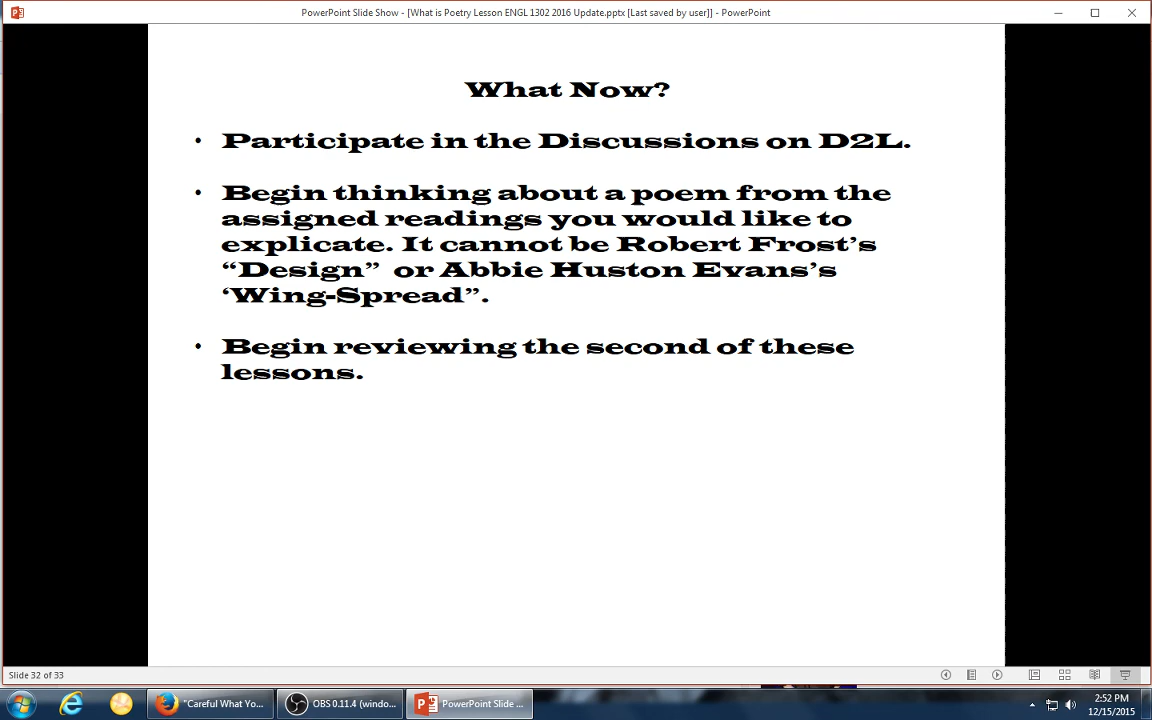 PowerPoint Slide Show - [What is Poetry Lesson ENGL 1302 2016 Update.pptx [Last saved by user]] - PowerPoint
What Now?
• Participate in the Discussions on D2L.
• Begin thinking about a poem from the
assigned readings you would like to
explicate. It cannot be Robert Frost’s
“Design” or Abbie Huston Evans’s
‘Wing-Spread”.
• Begin reviewing the second of these
lessons.
Slide 32 of 33
"Careful What Yo...
OBS 0.11.4 (windo...
PowerPoint Slide ...
2:52 PM
12/15/2015